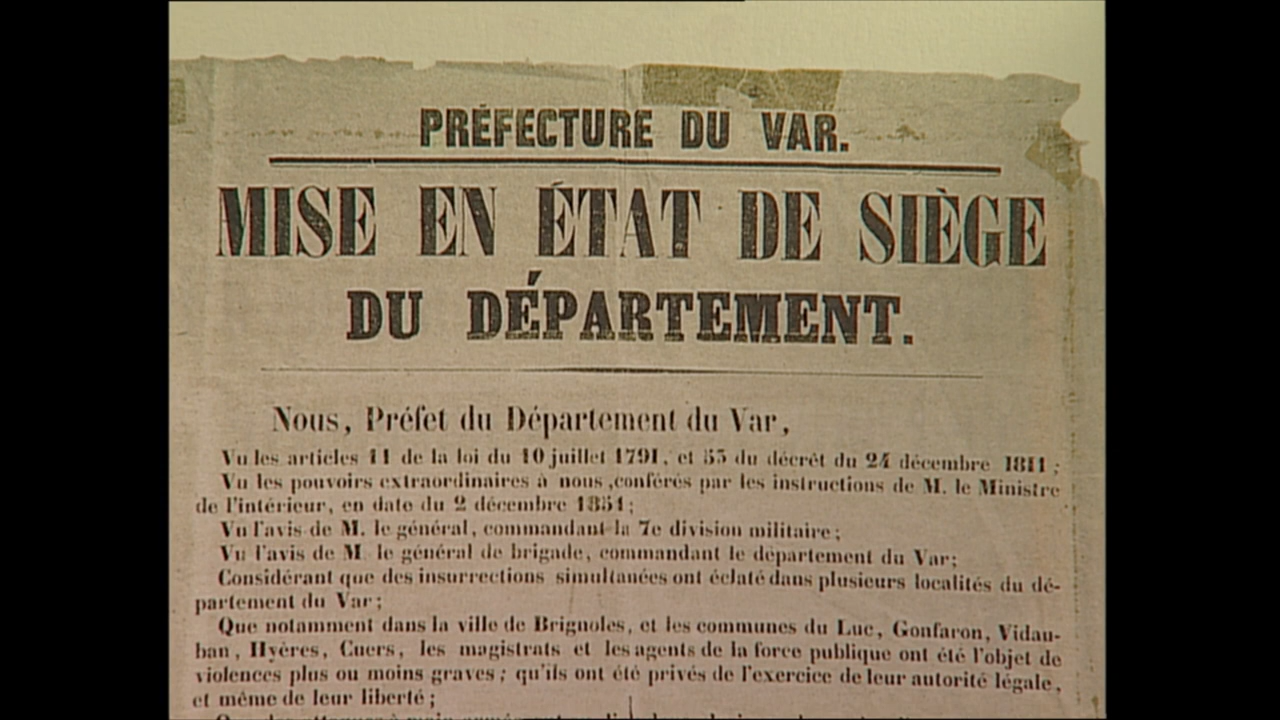 PRÉFECTURE DU VAR.
MISE EN ÉTAT DE SIÈGE
DU DÉPARTEMENT.
Nous, Préfet du Département du Var,
Vu les articles 11 de la loi du 10 juillet 1791, et 53 du décret du 24 décembre 1811;
Vu les pouvoirs extraordinaires à nous conférés par les instructions de M. le Ministre
de l'intérieur, en date du 2 décembre 1851;
Vu l'avis de M. le général, commandant la 7e division militaire;
Vu l'avis de M. le général de brigade, commandant le département du Var;
Considérant que des insurrections simultanées ont éclaté dans plusieurs localités du dé-
partement du Var;
Que notamment dans la ville de Brignoles, et les communes du Luc, Gonfaron, Vidau-
ban, Hyères, Cuers, les magistrats et les agents de la force publique ont été l'objet de
violences plus ou moins graves; qu'ils ont été privés de l'exercice de leur autorité légale,
et même de leur liberté;